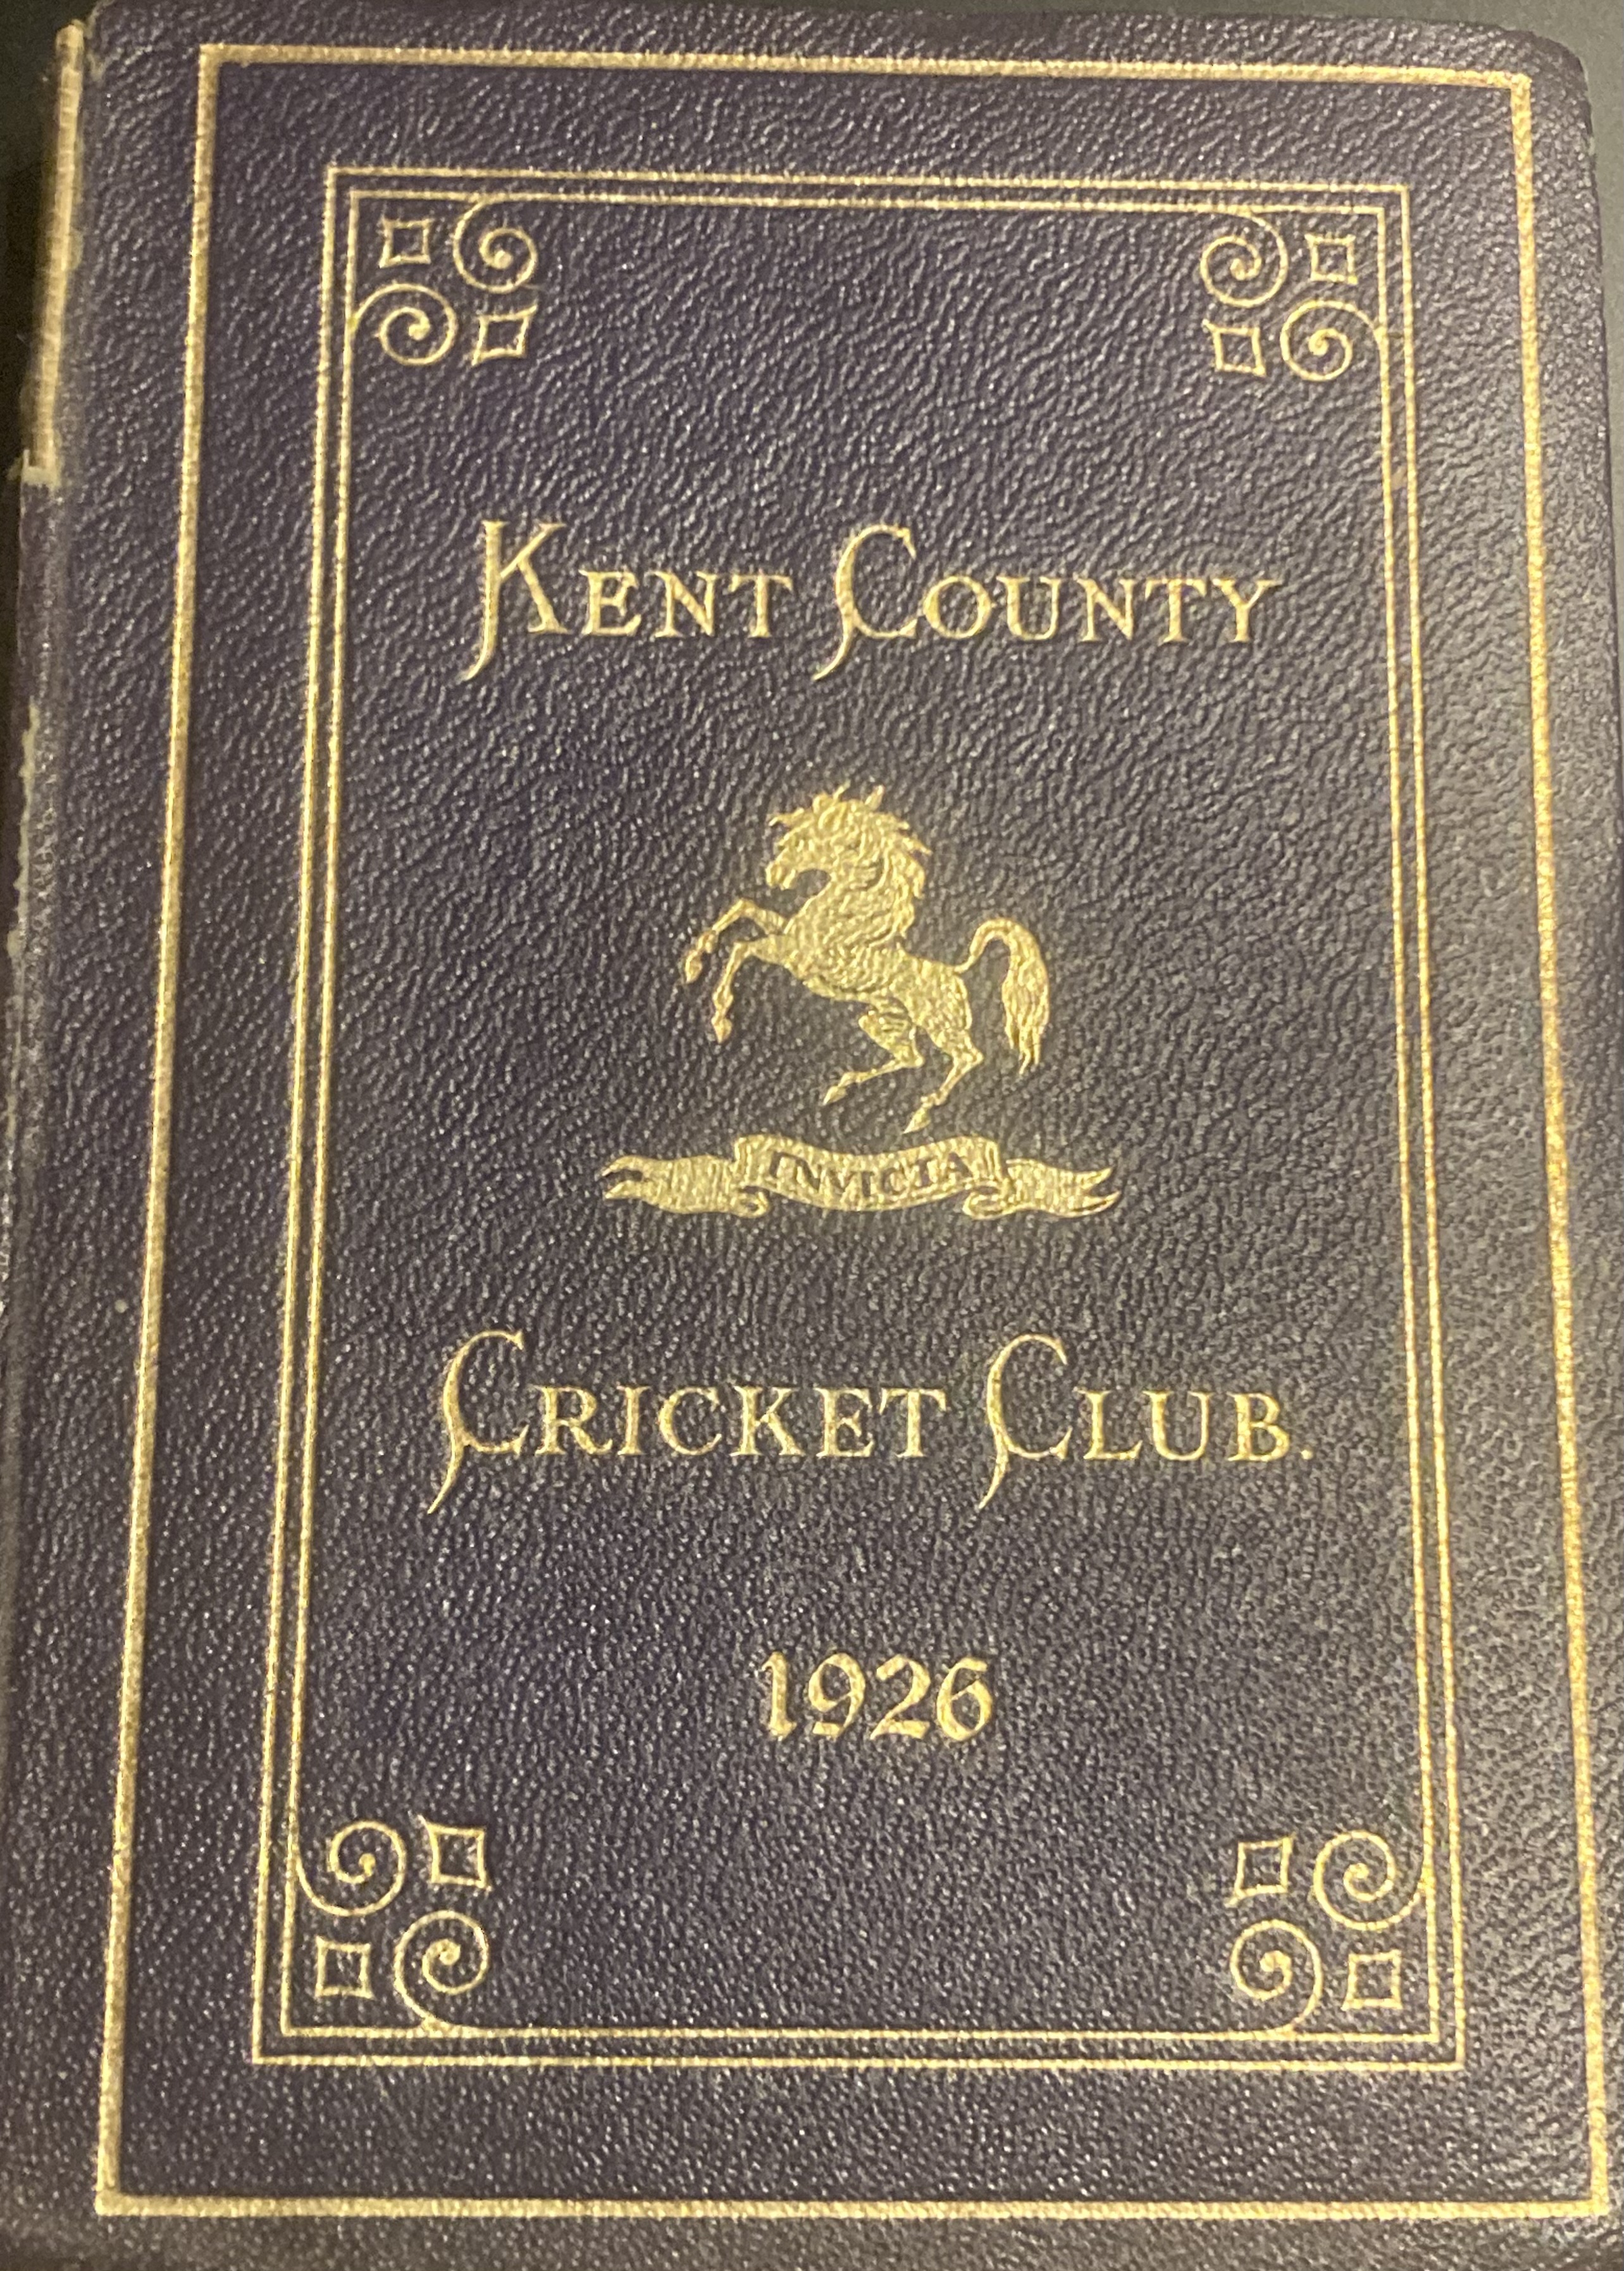 KENT COUNTY
INVICTA
CRICKET CLUB.
1926